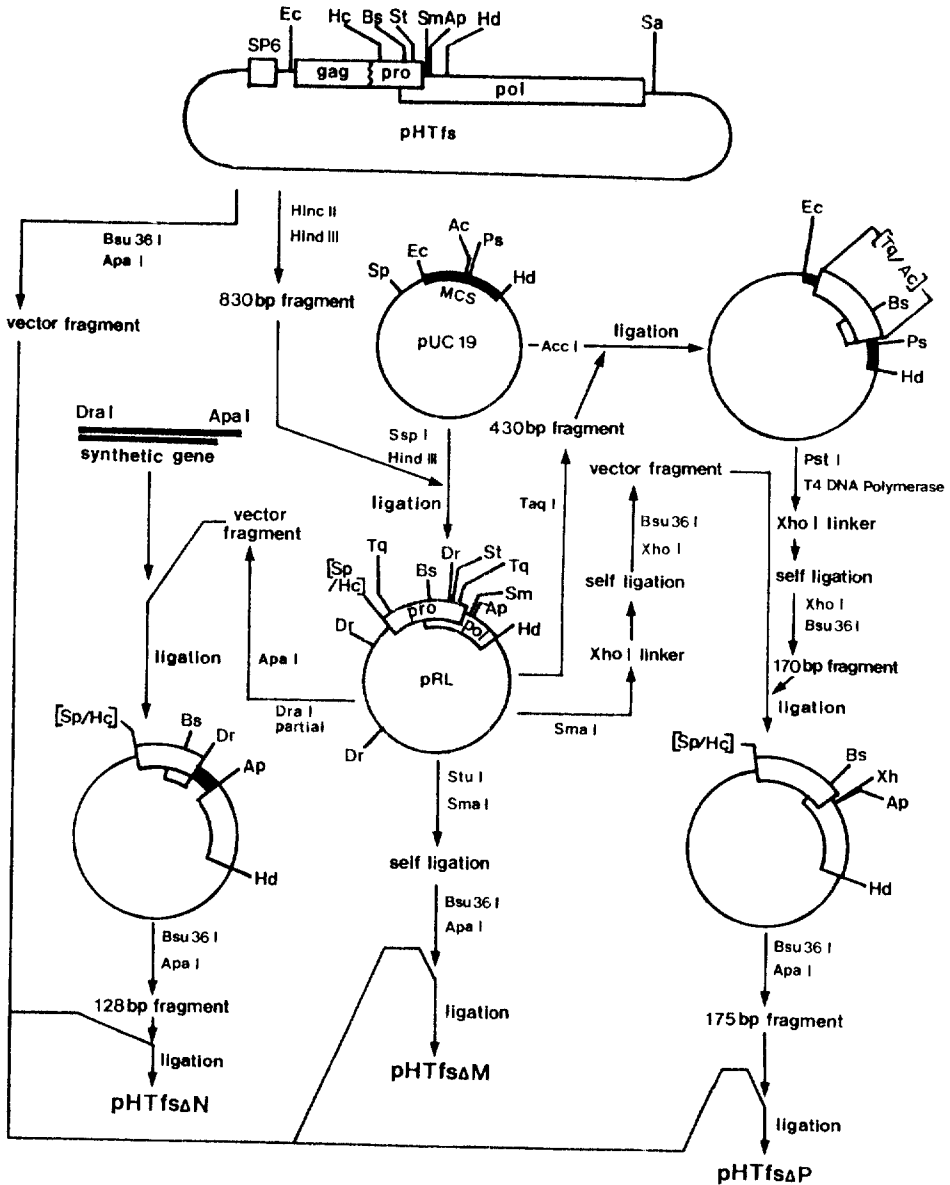 Ec Hc Bs St Sm Ap Hd Sa
SP6
gag pro
pol
pHTfs
Bsu 36 I
Apa I
Hinc II
Hind III
vector fragment
830 bp fragment
Ac
Ps
Ec
Sp
Hd
MCS
pUC 19
Acc I
ligation
Ec
[Tq/Ac]
Bs
Ps
Hd
Dra I Apa I
synthetic gene
Ssp I
Hind III
ligation
430 bp fragment
Taq I
vector fragment
Bsu 36 I
Xho I
self ligation
Xho I linker
Sma I
Pst I
T4 DNA Polymerase
Xho I linker
self ligation
Xho I
Bsu 36 I
170 bp fragment
ligation
vector
fragment
ligation
Apa I
Dra I
partial
Tq
[Sp
/Hc]
Bs
Dr
St
Tq
Sm
Ap
Hd
pro
pol
Dr
pRL
Dr
[Sp/Hc]
Bs
Dr
Ap
Hd
Stu I
Sma I
self ligation
Bsu 36 I
Apa I
ligation
pHTfs△M
[Sp/Hc]
Bs
Xh
Ap
Hd
Bsu 36 I
Apa I
128 bp fragment
ligation
pHTfs△N
Bsu 36 I
Apa I
175 bp fragment
ligation
pHTfs△P